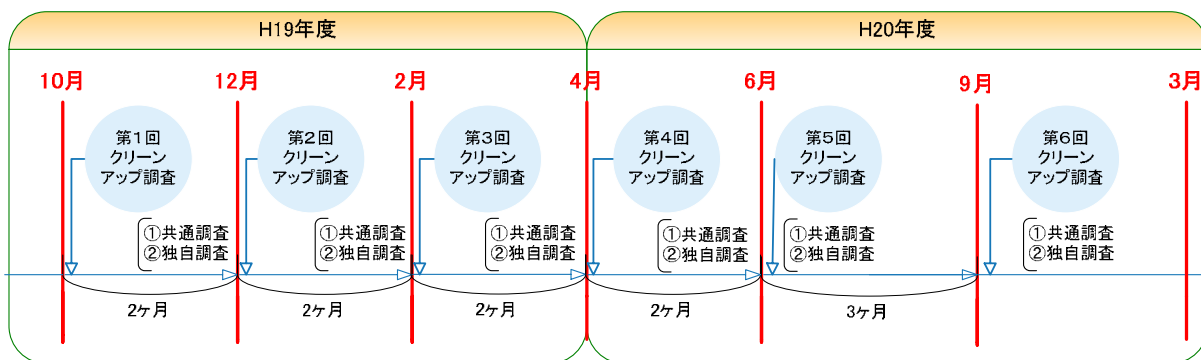 H19年度
H20年度
10月
12月
2月
4月
6月
9月
3月
第1回
クリーン
アップ調査
第2回
クリーン
アップ調査
第3回
クリーン
アップ調査
第4回
クリーン
アップ調査
第5回
クリーン
アップ調査
第6回
クリーン
アップ調査
①共通調査
②独自調査
①共通調査
②独自調査
①共通調査
②独自調査
①共通調査
②独自調査
①共通調査
②独自調査
①共通調査
②独自調査
2ヶ月
2ヶ月
2ヶ月
2ヶ月
3ヶ月